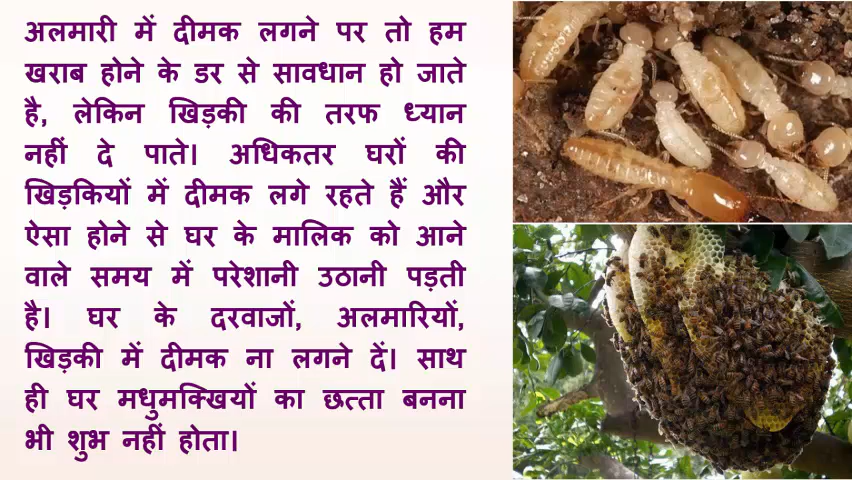 अलमारी में दीमक लगने पर तो हम
खराब होने के डर से सावधान हो जाते
है, लेकिन खिड़की की तरफ ध्यान
नहीं दे पाते। अधिकतर घरों की
खिड़कियों में दीमक लगे रहते हैं और
ऐसा होने से घर के मालिक को आने
वाले समय में परेशानी उठानी पड़ती
है। घर के दरवाजों, अलमारियों,
खिड़की में दीमक ना लगने दें। साथ
ही घर मधुमक्खियों का छत्ता बनना
भी शुभ नहीं होता।